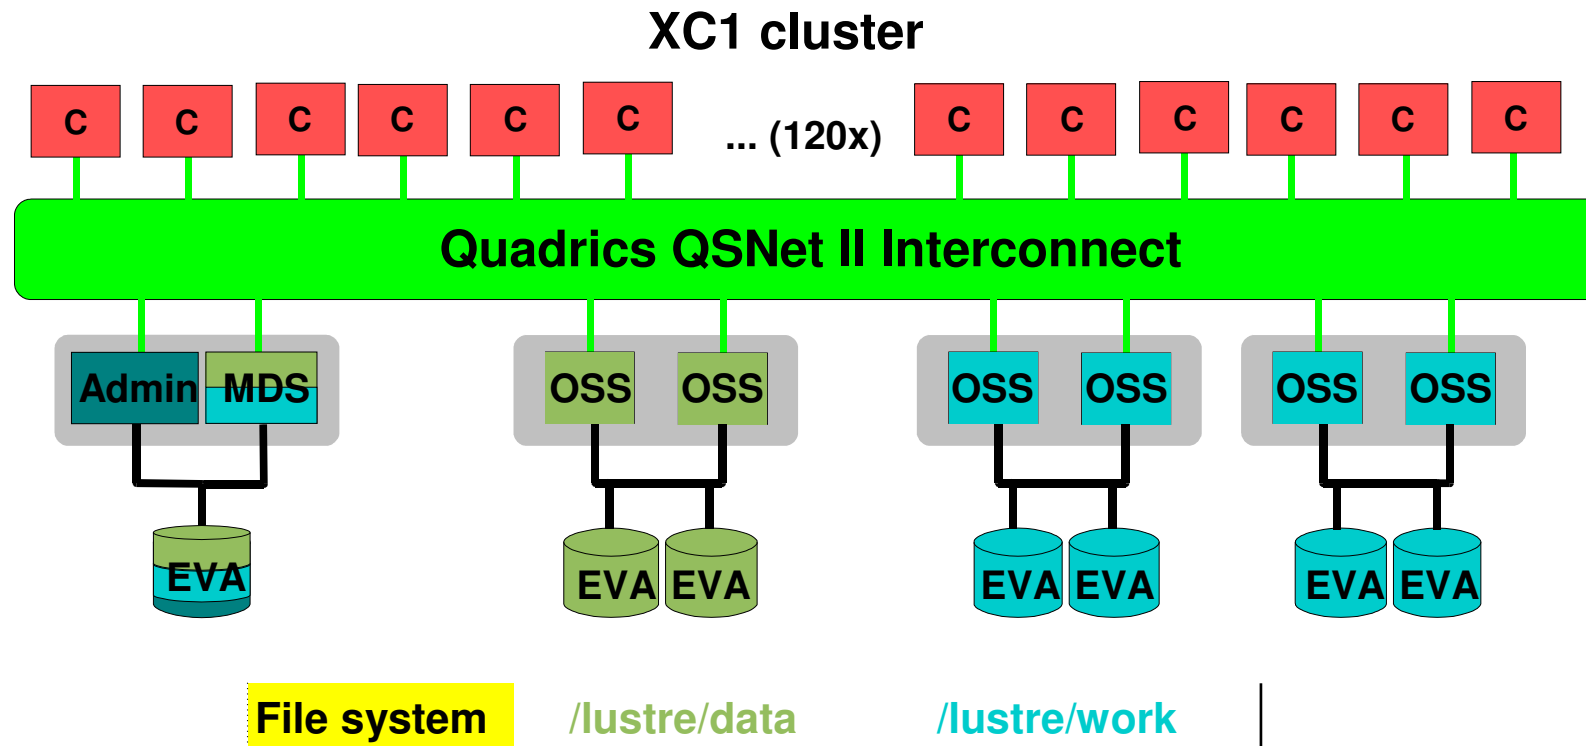 XC1 cluster
C C C C C C ... (120x) C C C C C C
Quadrics QSNet II Interconnect
Admin MDS OSS OSS OSS OSS OSS OSS
EVA EVA EVA EVA EVA EVA EVA
File system /lustre/data /lustre/work